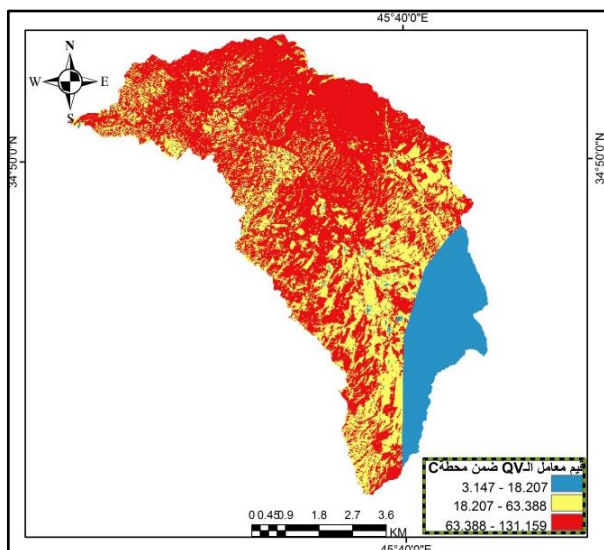 45°40'0"E
N
W E
S
34°50'0"N
34°50'0"N
قيم معامل الـQV ضمن محطةC
3.147 - 18.207
18.207 - 63.388
63.388 - 131.159
0 0.45 0.9 1.8 2.7 3.6
KM
45°40'0"E